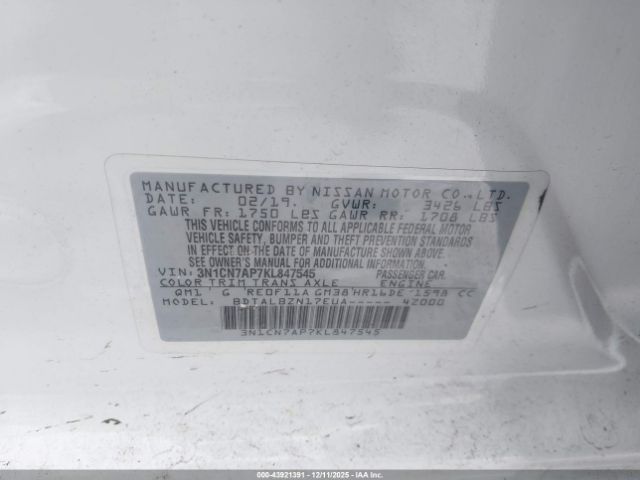 MANUFACTURED BY NISSAN MOTOR CO., LTD.
DATE: 02/19. GVWR: 3426 LBS
GAWR FR: 1750 LBS GAWR RR: 1708 LBS
THIS VEHICLE CONFORMS TO ALL APPLICABLE FEDERAL MOTOR
VEHICLE SAFETY, BUMPER AND THEFT PREVENTION STANDARDS
IN EFFECT ON THE DATE OF MANUFACTURE SHOWN ABOVE.
SEE OWNER'S MANUAL FOR ADDITIONAL INFORMATION
VIN: 3N1CN7AP7KL847545 PASSENGER CAR.
COLOR TRIM TRANS AXLE ENGINE
QM1 G RE0F11A GM38 HR16DE 1598 CC
MODEL: BDTALBZN17EUA----- 42000
3N1CN7AP7KL847545
000-43921391 - 12/11/2025 - IAAI.COM